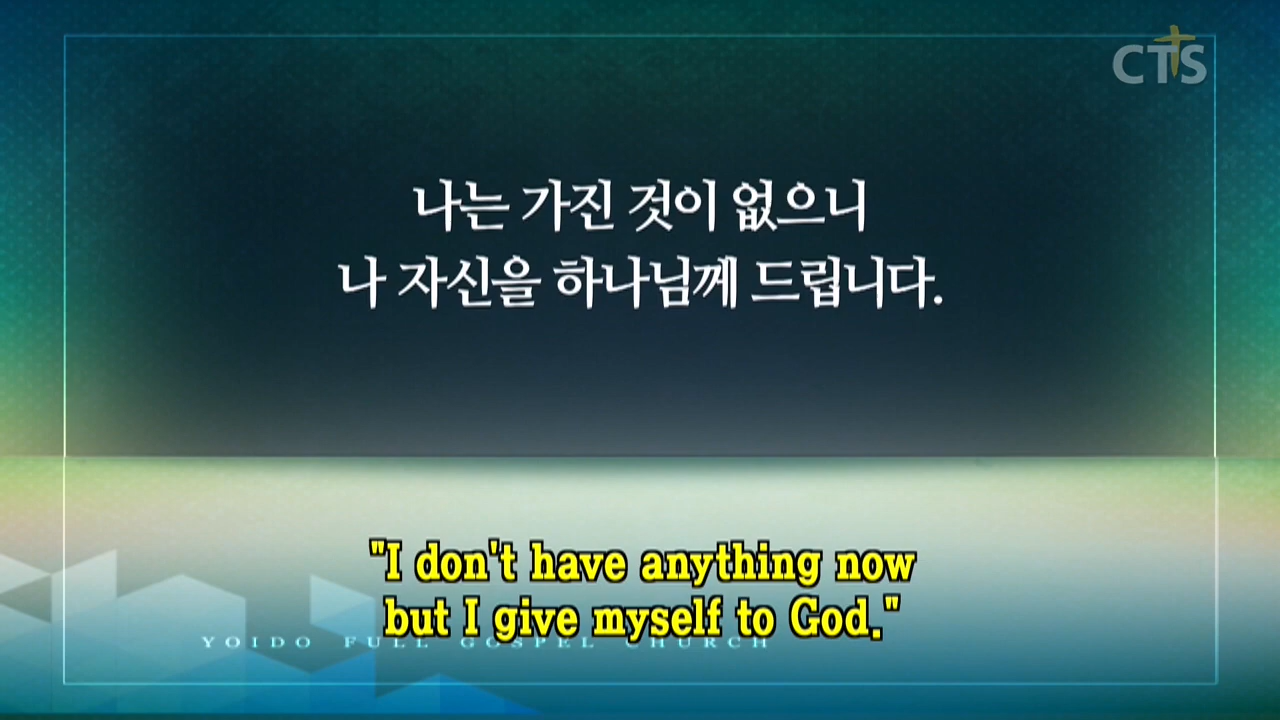 CTS
나는 가진 것이 없으니
나 자신을 하나님께 드립니다.
"I don't have anything now
but I give myself to God."
YOIDO FULL GOSPEL CHURCH